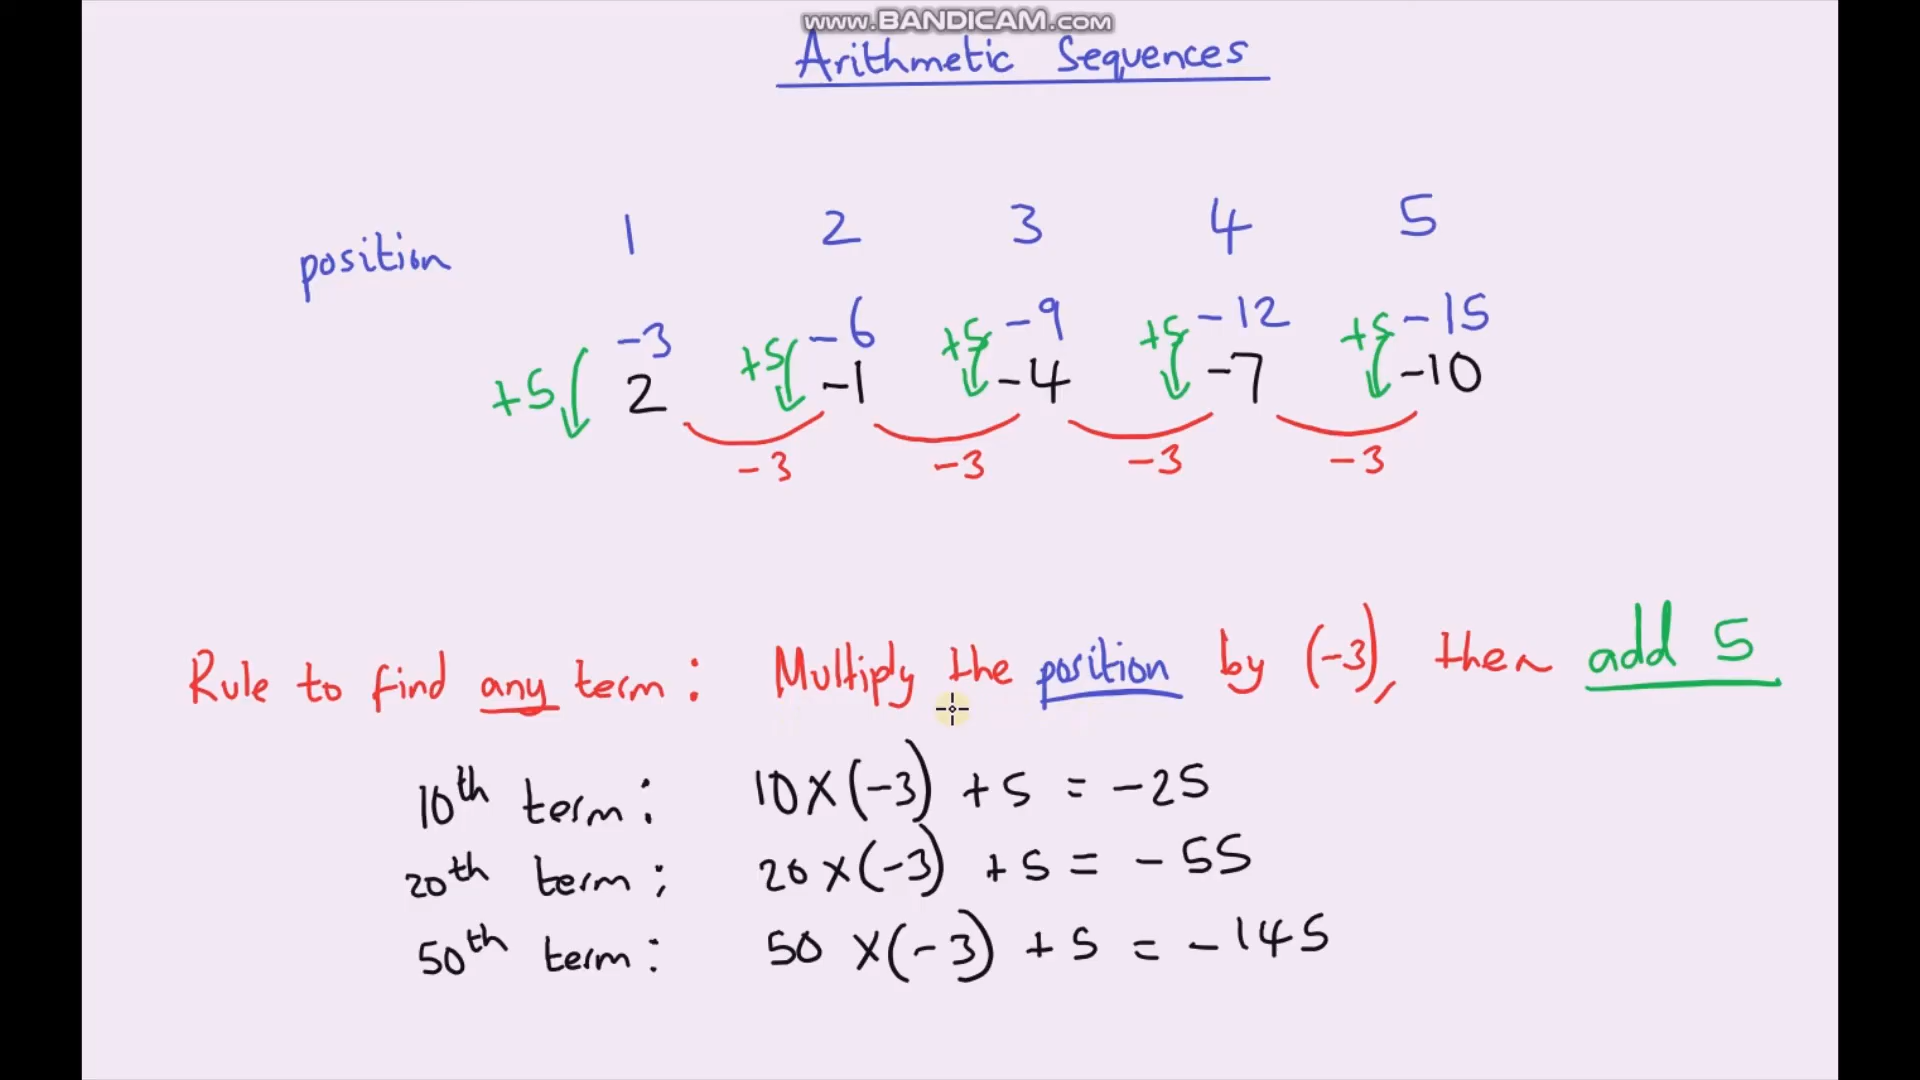 www.BANDICAM.com
Arithmetic Sequences
position 1 2 3 4 5
-3 +5 -6 +5 -9 +5 -12 +5 -15
+5 2 -1 -4 -7 -10
-3 -3 -3 -3
Rule to find any term: Multiply the position by (-3), then add 5
10th term: 10 x (-3) + 5 = -25
20th term: 20 x (-3) + 5 = -55
50th term: 50 x (-3) + 5 = -145